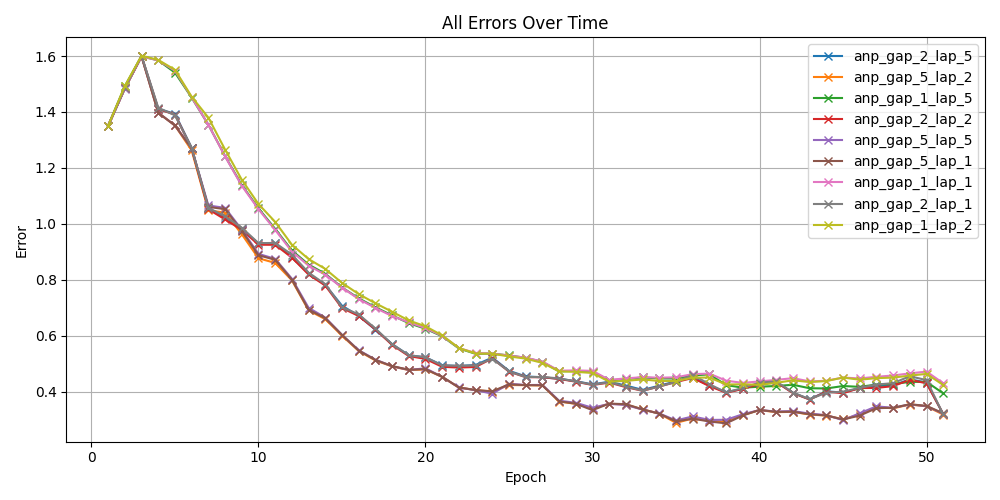 All Errors Over Time
Error
1.6
1.4
1.2
1.0
0.8
0.6
0.4
anp_gap_2_lap_5
anp_gap_5_lap_2
anp_gap_1_lap_5
anp_gap_2_lap_2
anp_gap_5_lap_5
anp_gap_5_lap_1
anp_gap_1_lap_1
anp_gap_2_lap_1
anp_gap_1_lap_2
0 10 20 30 40 50
Epoch